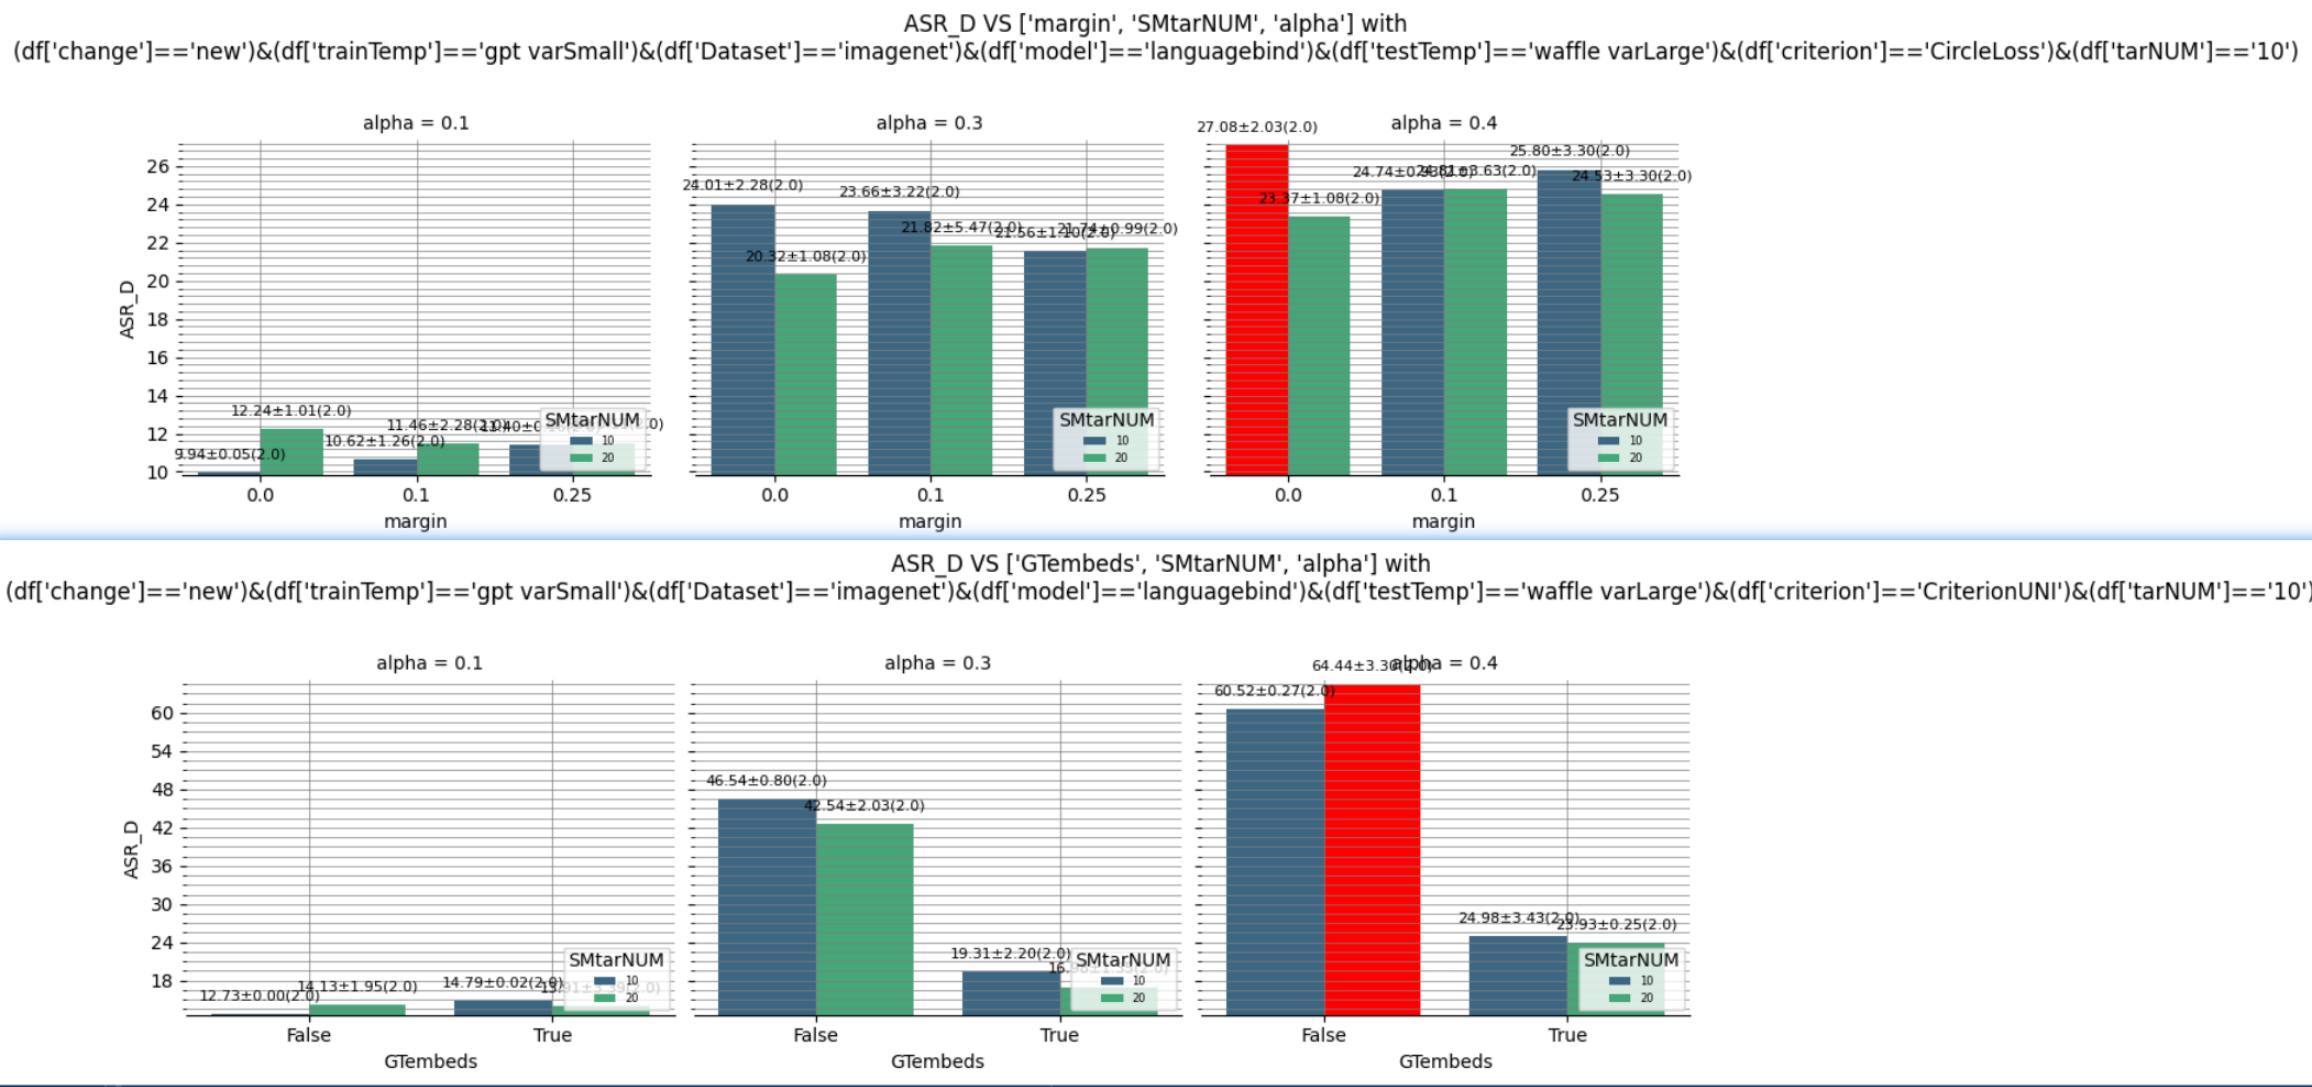 ASR_D VS ['margin', 'SMtarNUM', 'alpha'] with
(df['change']=='new')&(df['trainTemp']=='gpt varSmall')&(df['Dataset']=='imagenet')&(df['model']=='languagebind')&(df['testTemp']=='waffle varLarge')&(df['criterion']=='CircleLoss')&(df['tarNUM']=='10')
alpha = 0.1
alpha = 0.3
alpha = 0.4
ASR_D
26
24
22
20
18
16
14
12
10
9.94±0.05(2.0)
12.24±1.01(2.0)
10.62±1.26(2.0)
11.46±2.28(2.0)
SMtarNUM
10
20
0.0
0.1
0.25
margin
24.01±2.28(2.0)
20.32±1.08(2.0)
23.66±3.22(2.0)
21.82±5.47(2.0)
21.56±1.10(2.0)
21.74±0.99(2.0)
SMtarNUM
10
20
0.0
0.1
0.25
margin
27.08±2.03(2.0)
23.37±1.08(2.0)
25.80±3.30(2.0)
24.53±3.30(2.0)
SMtarNUM
10
20
0.0
0.1
0.25
margin
ASR_D VS ['GTembeds', 'SMtarNUM', 'alpha'] with
(df['change']=='new')&(df['trainTemp']=='gpt varSmall')&(df['Dataset']=='imagenet')&(df['model']=='languagebind')&(df['testTemp']=='waffle varLarge')&(df['criterion']=='CriterionUNI')&(df['tarNUM']=='10')
alpha = 0.1
alpha = 0.3
alpha = 0.4
ASR_D
60
54
48
42
36
30
24
18
12.73±0.00(2.0)
14.13±1.95(2.0)
14.79±0.02(2.0)
SMtarNUM
10
20
False
True
GTembeds
46.54±0.80(2.0)
42.54±2.03(2.0)
19.31±2.20(2.0)
SMtarNUM
10
20
False
True
GTembeds
60.52±0.27(2.0)
64.44±3.30(2.0)
24.98±3.43(2.0)
23.93±0.25(2.0)
SMtarNUM
10
20
False
True
GTembeds